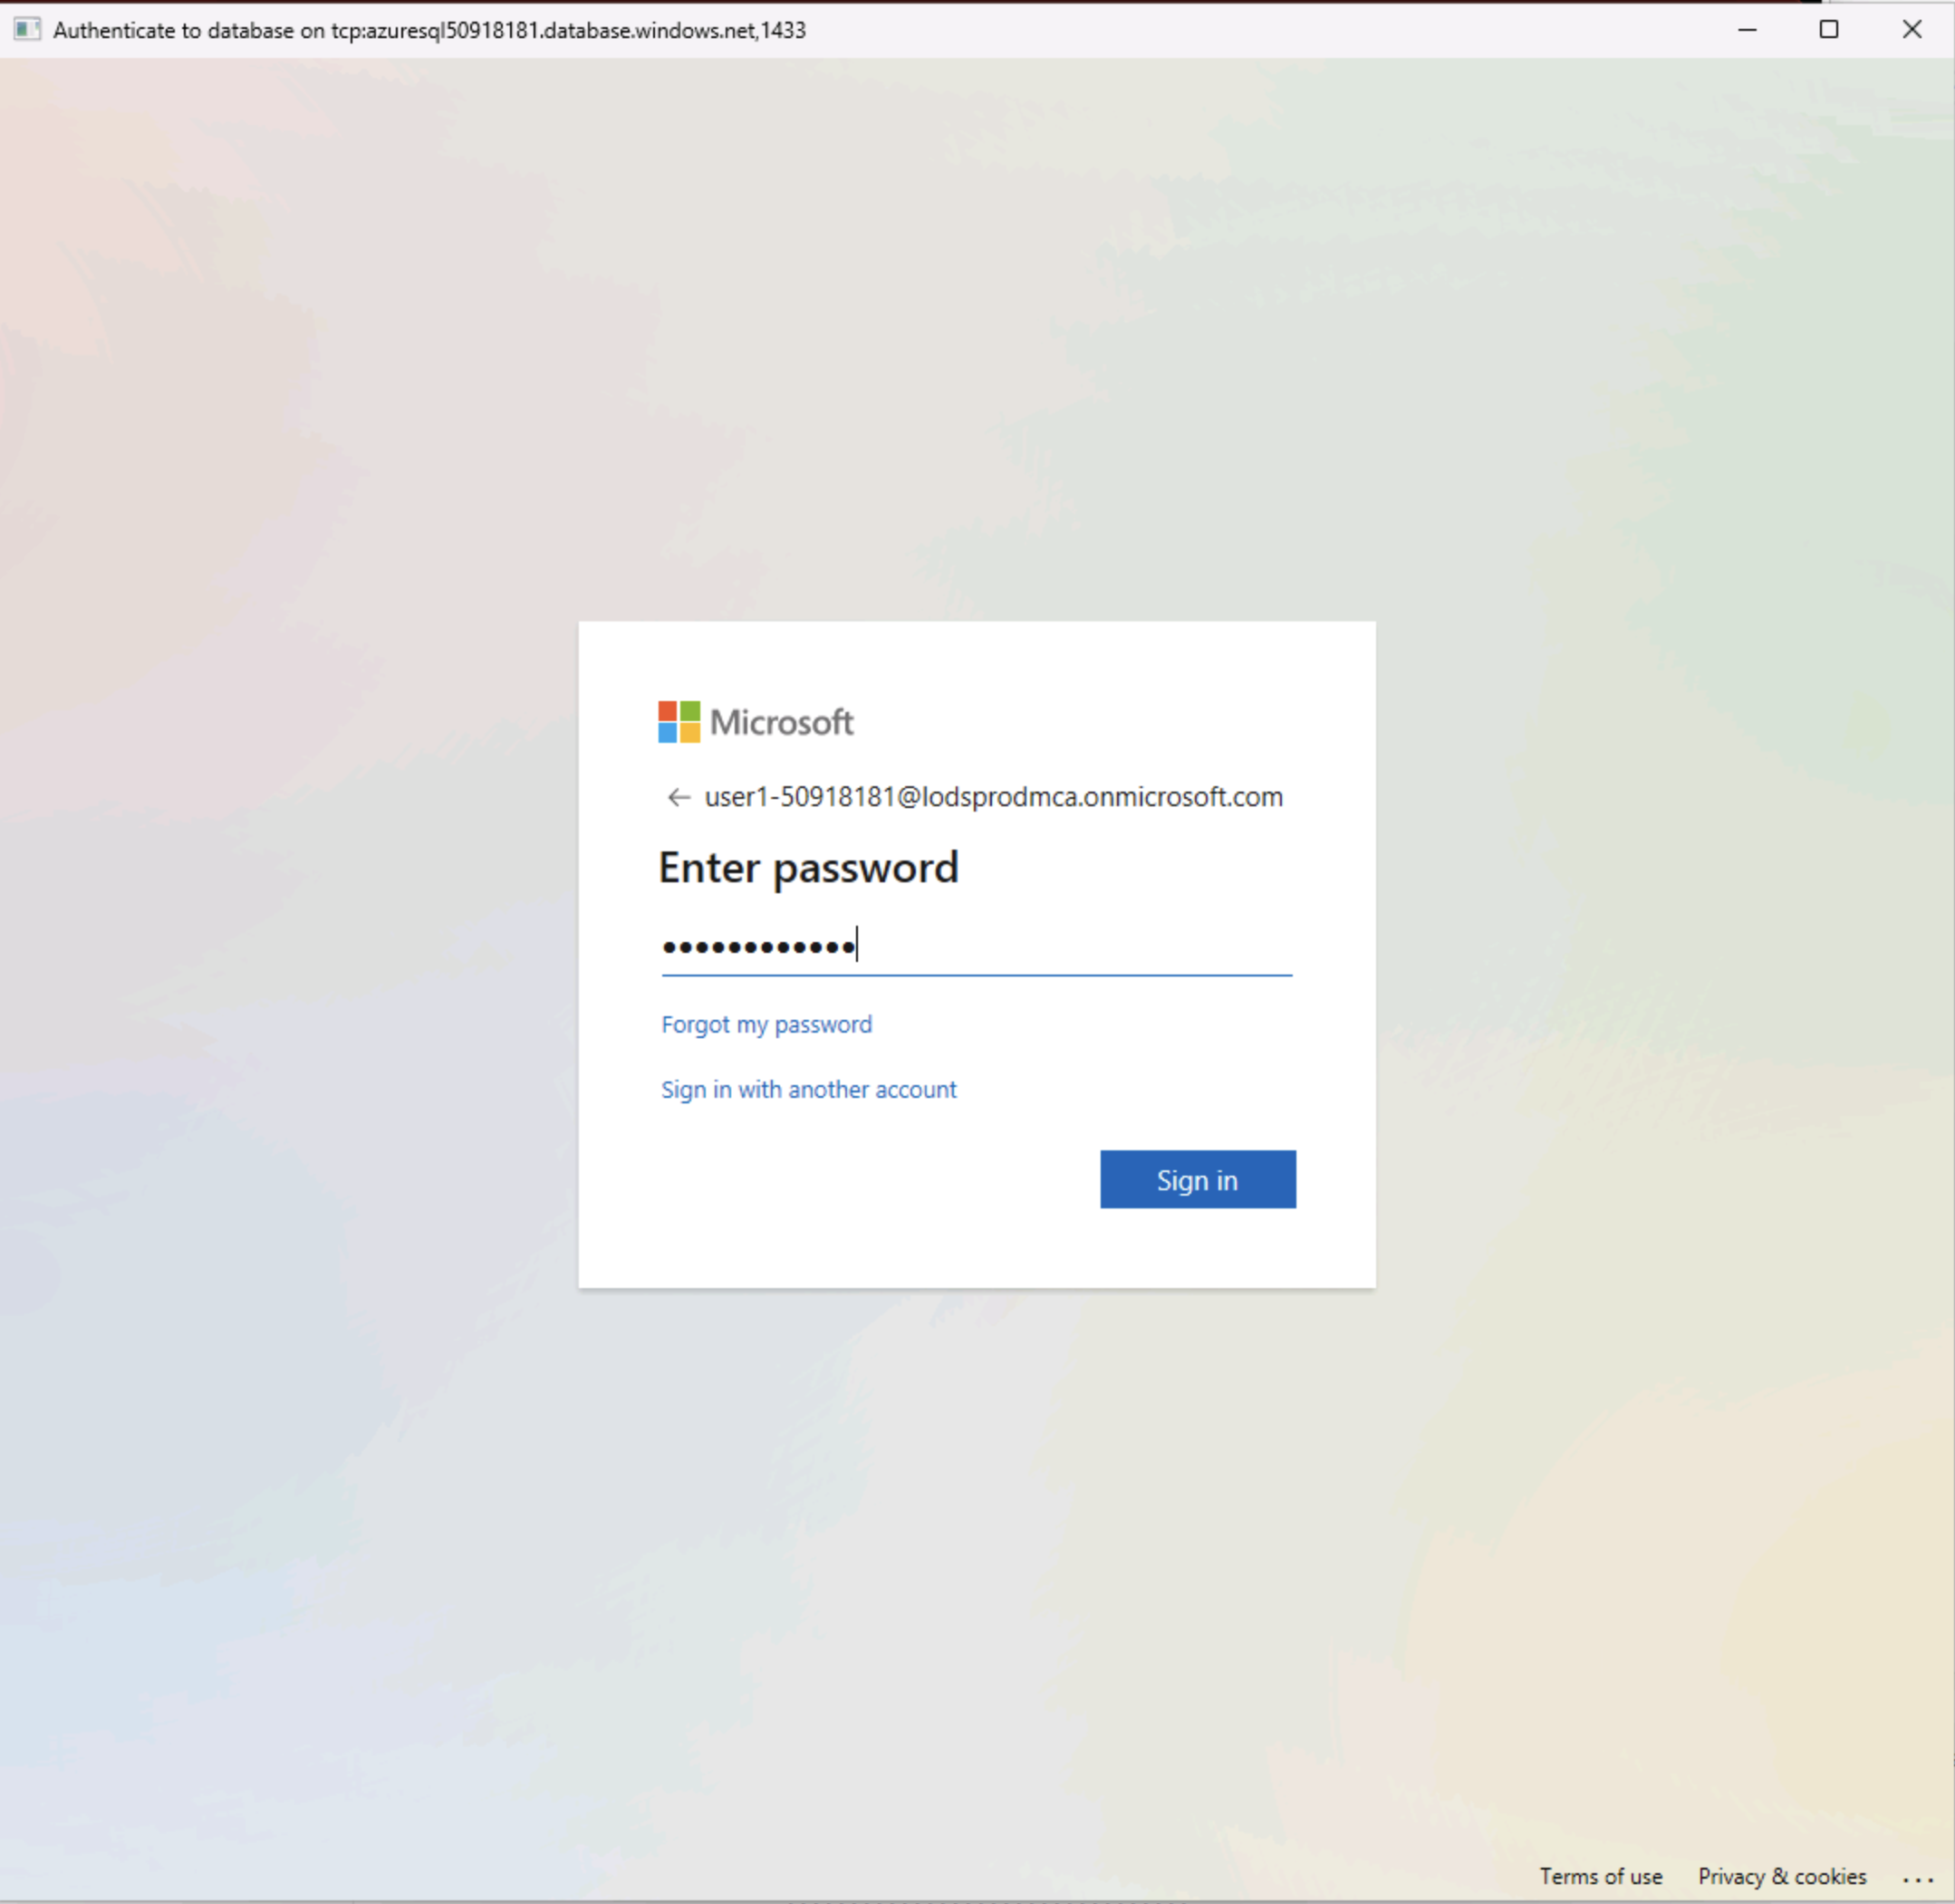 Authenticate to database on tcp:azuresql50918181.database.windows.net,1433
Microsoft
user1-50918181@lodsprodmca.onmicrosoft.com
Enter password
Forgot my password
Sign in with another account
Sign in
Terms of use Privacy & cookies ...